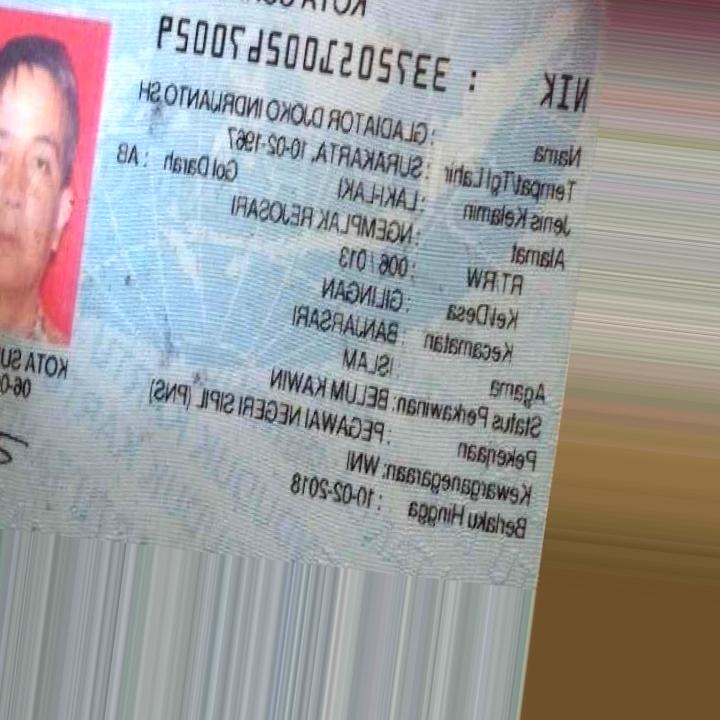 KOTA
NIK : 3372051002670029
Nama : GLADIATOR DJOKO INDRIJANTO SH
Tempat/Tgl Lahir : SURAKARTA, 10-02-1967
Jenis Kelamin : LAKI-LAKI Gol Darah : AB
Alamat : NGEMPLAK REJOSARI
RT/RW : 006 / 013
Kel/Desa : GILINGAN
Kecamatan : BANJARSARI
Agama : ISLAM
Status Perkawinan: BELUM KAWIN
Pekerjaan : PEGAWAI NEGERI SIPIL (PNS)
Kewarganegaraan: WNI
Berlaku Hingga : 10-02-2018
KOTA SU
06-0